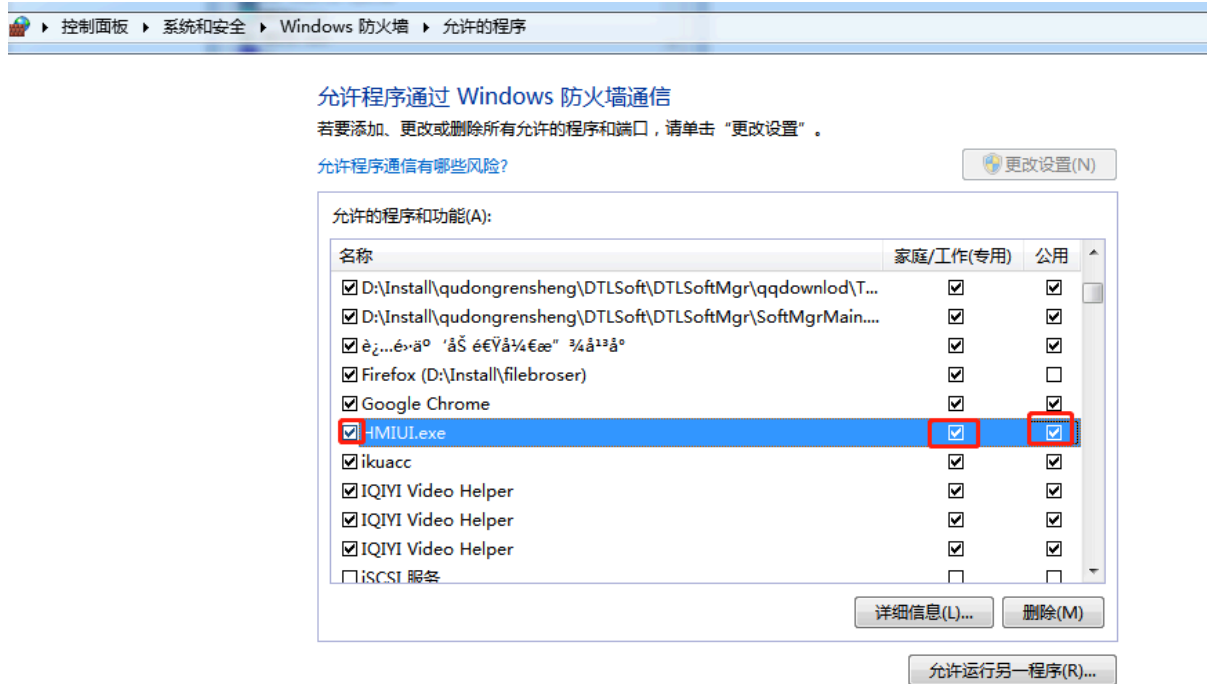 控制面板 ▸ 系统和安全 ▸ Windows 防火墙 ▸ 允许的程序
允许程序通过 Windows 防火墙通信
若要添加、更改或删除所有允许的程序和端口，请单击“更改设置”。
允许程序通信有哪些风险?
更改设置(N)
允许的程序和功能(A):
名称 家庭/工作(专用) 公用
D:\Install\qudongrensheng\DTLSoft\DTLSoftMgr\qqdownlod\T...
D:\Install\qudongrensheng\DTLSoft\DTLSoftMgr\SoftMgrMain....
Firefox (D:\Install\filebroser)
Google Chrome
HMIUI.exe
ikuacc
IQIYI Video Helper
IQIYI Video Helper
IQIYI Video Helper
iSCSI 服务
详细信息(L)... 删除(M)
允许运行另一程序(R)...